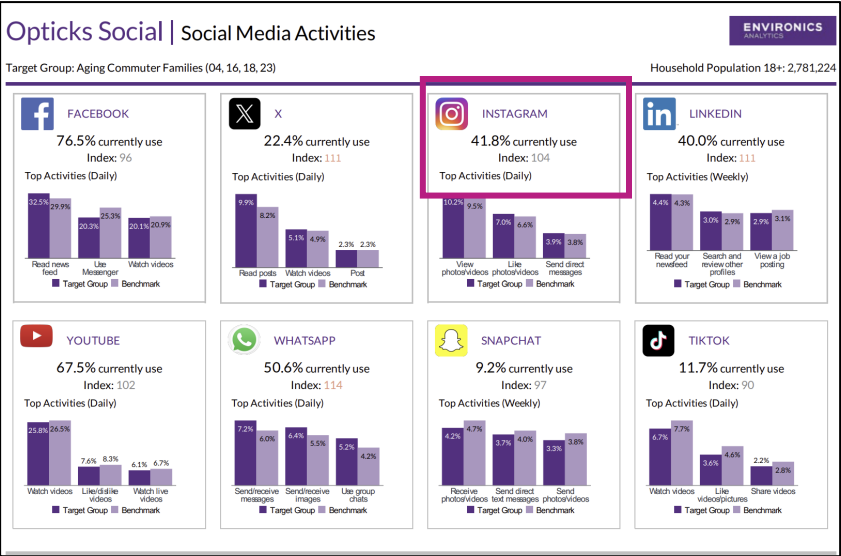 Opticks Social | Social Media Activities
ENVIRONICS
ANALYTICS
Target Group: Aging Commuter Families (04, 16, 18, 23)
Household Population 18+: 2,781,224
FACEBOOK
76.5% currently use
Index: 96
Top Activities (Daily)
32.5% 29.9%
20.3% 25.3%
20.1% 20.9%
Read news feed
Use Messenger
Watch videos
Target Group Benchmark
X
22.4% currently use
Index: 111
Top Activities (Daily)
9.9% 8.2%
5.1% 4.9%
2.3% 2.3%
Read posts Watch videos Post
Target Group Benchmark
INSTAGRAM
41.8% currently use
Index: 104
Top Activities (Daily)
10.2% 9.5%
7.0% 6.6%
3.9% 3.8%
View photos/videos
Like photos/videos
Send direct messages
Target Group Benchmark
in
LINKEDIN
40.0% currently use
Index: 111
Top Activities (Weekly)
4.4% 4.3%
3.0% 2.9%
2.9% 3.1%
Read your newsfeed
Search and review other profiles
View a job posting
Target Group Benchmark
YOUTUBE
67.5% currently use
Index: 102
Top Activities (Daily)
25.8% 26.5%
7.6% 8.3%
6.1% 6.7%
Watch videos
Like/dislike videos
Watch live videos
Target Group Benchmark
WHATSAPP
50.6% currently use
Index: 114
Top Activities (Daily)
7.2% 6.0%
6.4% 5.5%
5.2% 4.2%
Send/receive messages
Send/receive images
Use group chats
Target Group Benchmark
SNAPCHAT
9.2% currently use
Index: 97
Top Activities (Weekly)
4.2% 4.7%
3.7% 4.0%
3.3% 3.8%
Receive photos/videos
Send direct text messages
Send photos/videos
Target Group Benchmark
TIKTOK
11.7% currently use
Index: 90
Top Activities (Daily)
6.7% 7.7%
3.6% 4.6%
2.2% 2.8%
Watch videos
Like videos/pictures
Share videos
Target Group Benchmark